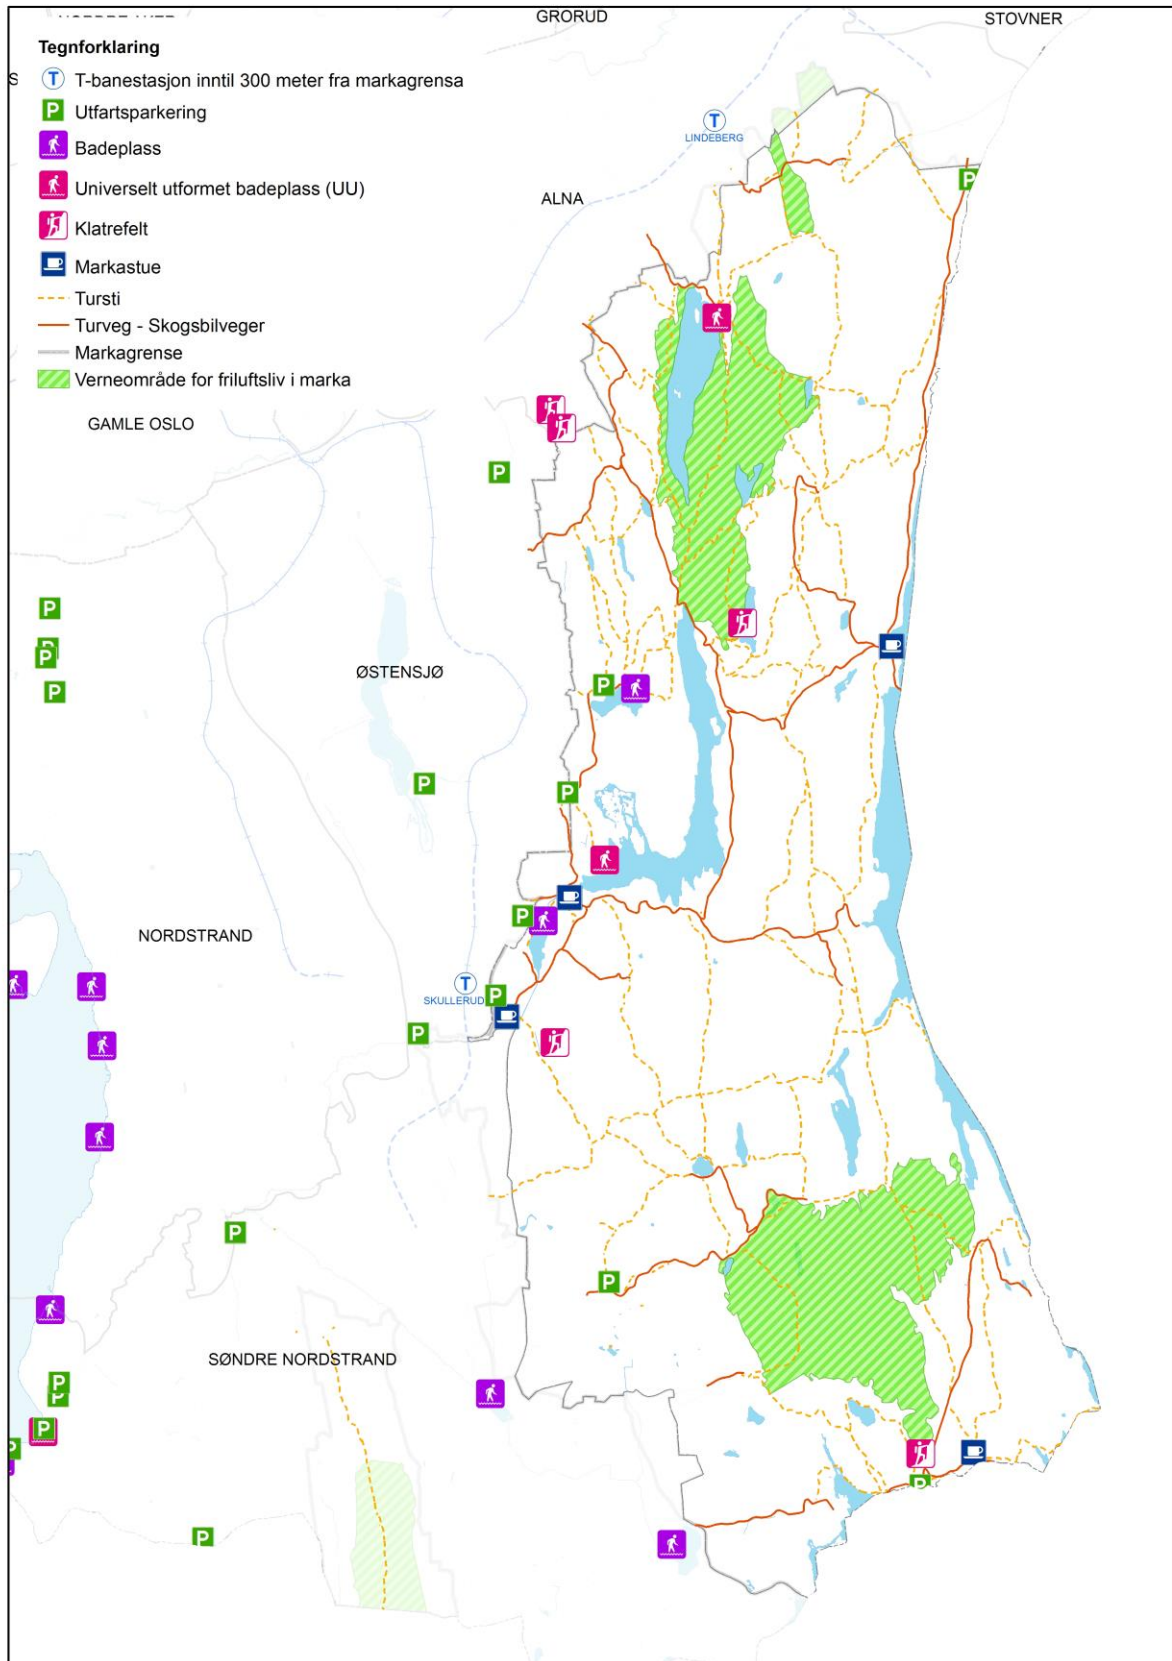 GRORUD
STOVNER
Tegnforklaring
T T-banestasjon inntil 300 meter fra markagrensa
P Utfartsparkering
Badeplass
Universelt utformet badeplass (UU)
Klatrefelt
Markastue
Tursti
Turveg - Skogsbilveger
Markagrense
Verneområde for friluftsliv i marka
T
LINDEBERG
P
ALNA
GAMLE OSLO
P
P
P
P
P
ØSTENSJØ
P
P
P
P
NORDSTRAND
T
SKULLERUD
P
P
P
P
SØNDRE NORDSTRAND
P
P
P
P
P
P